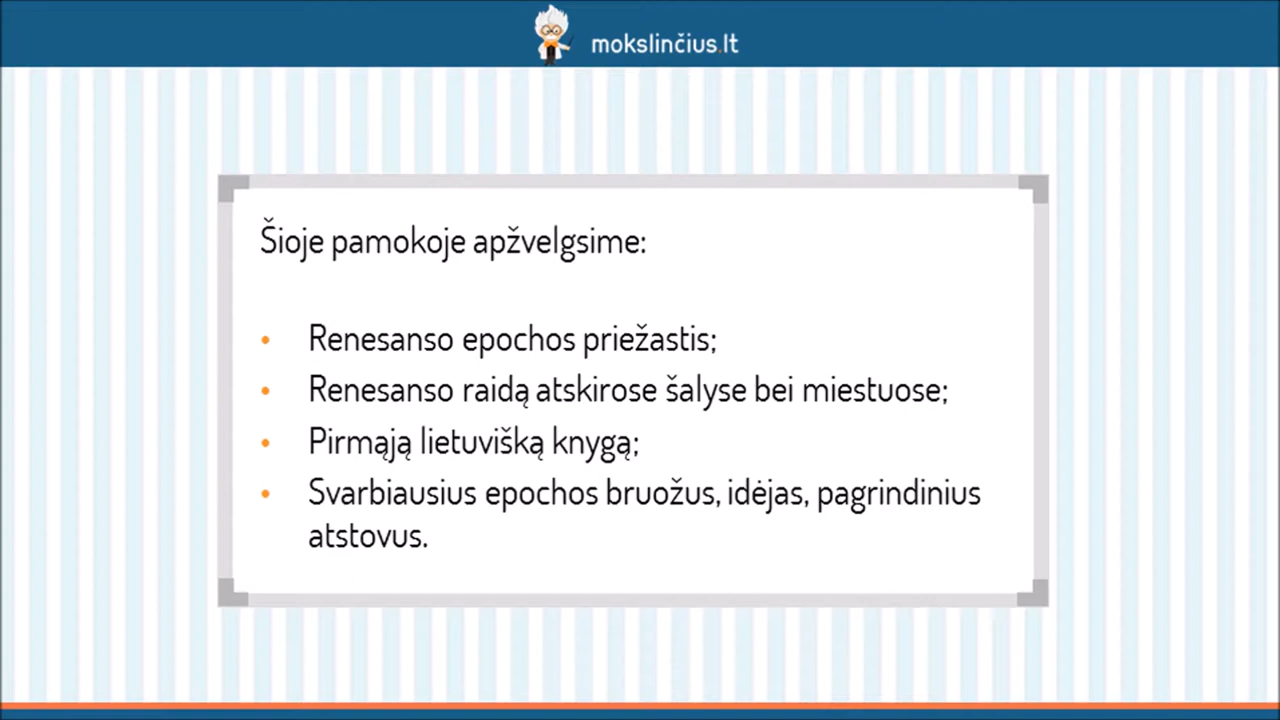 mokslinčius.lt
Šioje pamokoje apžvelgsime:
• Renesanso epochos priežastis;
• Renesanso raidą atskirose šalyse bei miestuose;
• Pirmąją lietuvišką knygą;
• Svarbiausius epochos bruožus, idėjas, pagrindinius
atstovus.